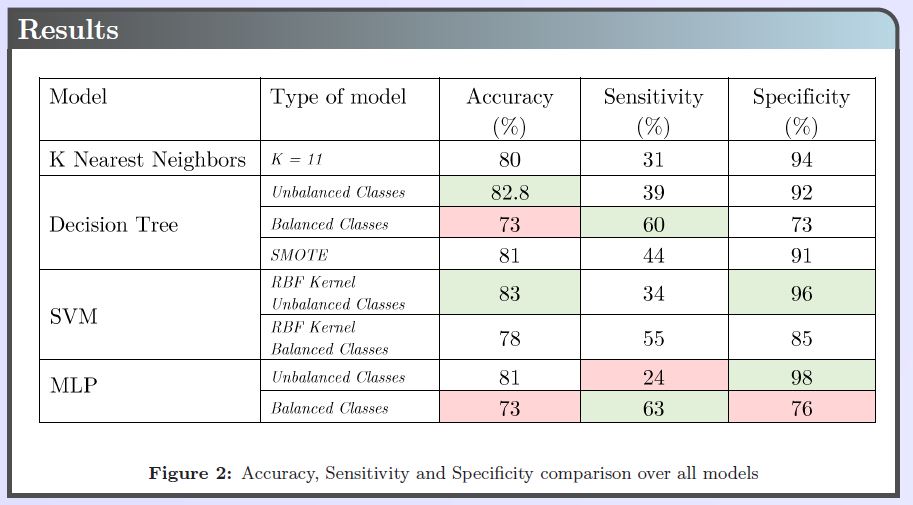 Results
Model Type of model Accuracy Sensitivity Specificity
(%) (%) (%)
K Nearest Neighbors K = 11 80 31 94
Decision Tree
Unbalanced Classes 82.8 39 92
Balanced Classes 73 60 73
SMOTE 81 44 91
SVM
RBF Kernel
Unbalanced Classes 83 34 96
RBF Kernel
Balanced Classes 78 55 85
MLP
Unbalanced Classes 81 24 98
Balanced Classes 73 63 76
Figure 2: Accuracy, Sensitivity and Specificity comparison over all models